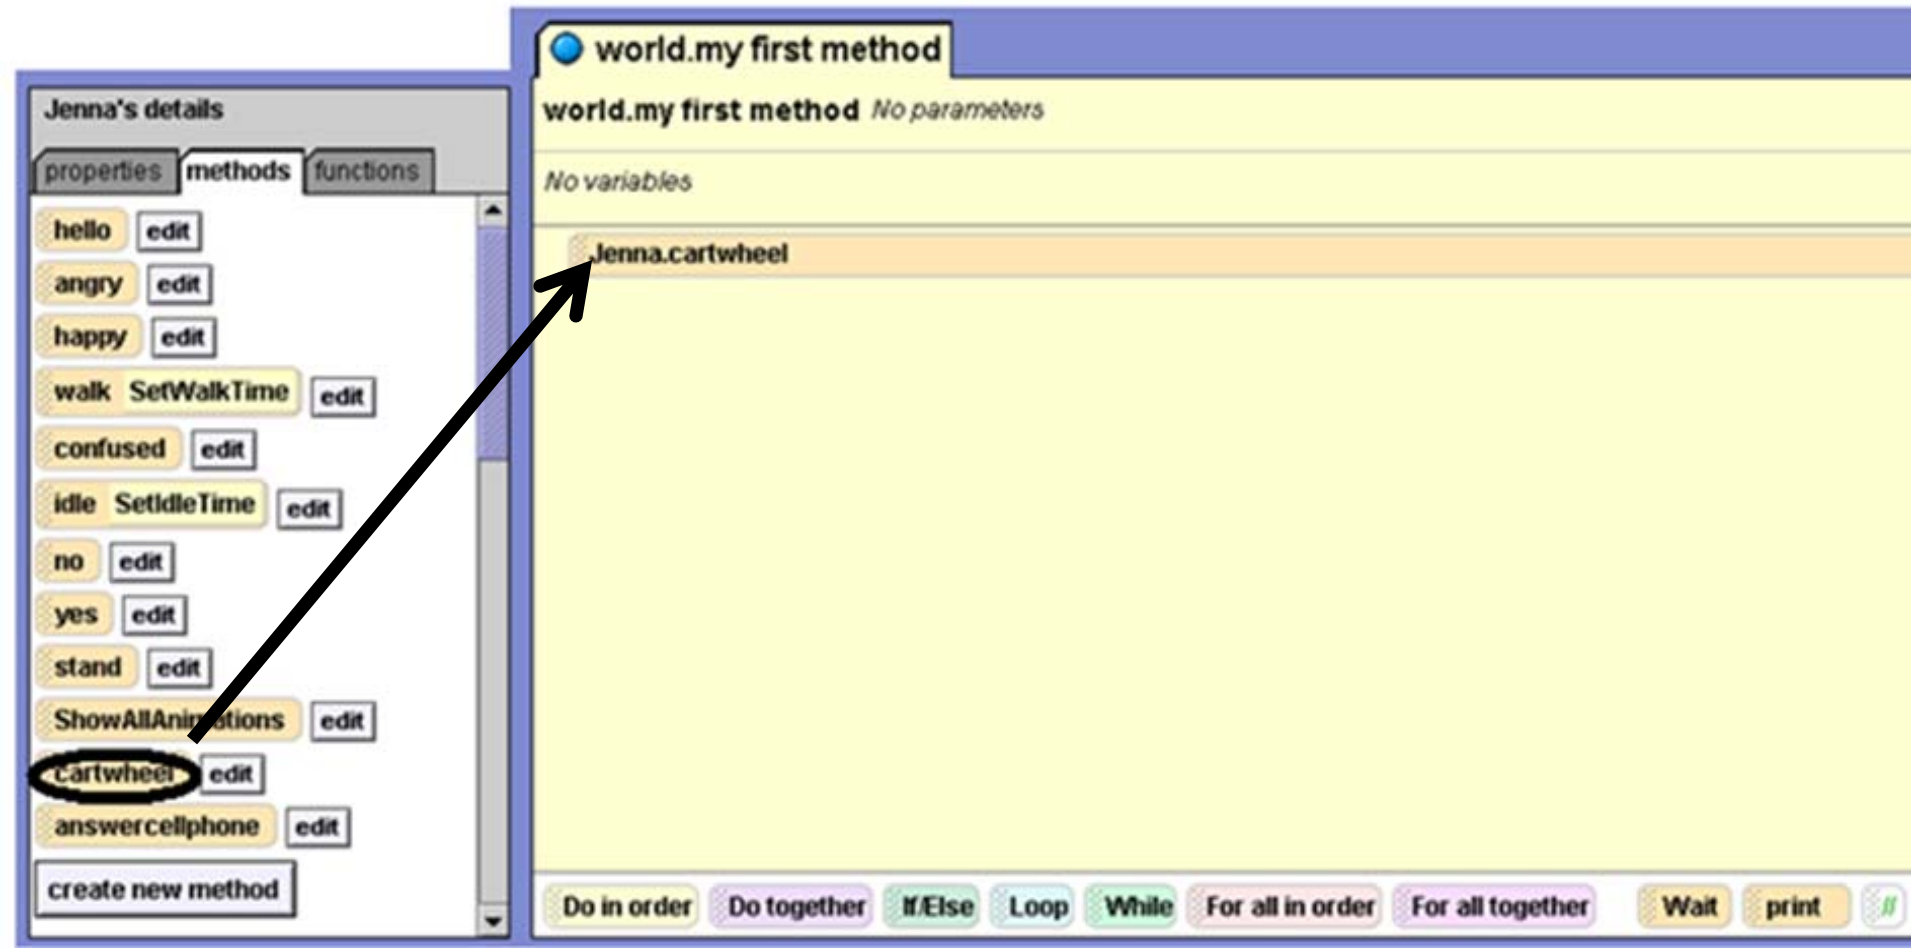 world.my first method
Jenna's details
properties methods functions
hello edit
angry edit
happy edit
walk SetWalkTime edit
confused edit
idle SetIdleTime edit
no edit
yes edit
stand edit
ShowAllAnimations edit
cartwheel edit
answercellphone edit
create new method
world.my first method No parameters
No variables
Jenna.cartwheel
Do in order Do together If/Else Loop While For all in order For all together Wait print //